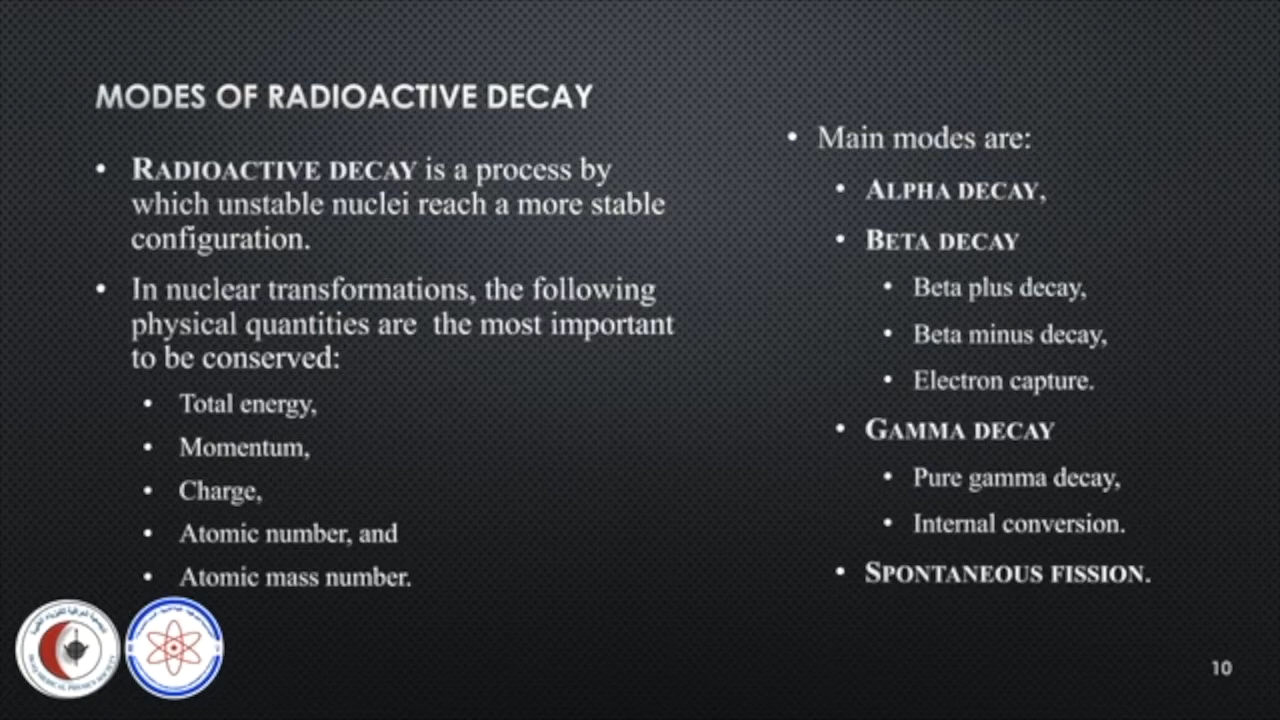 MODES OF RADIOACTIVE DECAY
• RADIOACTIVE DECAY is a process by
which unstable nuclei reach a more stable
configuration.
• In nuclear transformations, the following
physical quantities are the most important
to be conserved:
• Total energy,
• Momentum,
• Charge,
• Atomic number, and
• Atomic mass number.
• Main modes are:
• ALPHA DECAY,
• BETA DECAY
• Beta plus decay,
• Beta minus decay,
• Electron capture.
• GAMMA DECAY
• Pure gamma decay,
• Internal conversion.
• SPONTANEOUS FISSION.
10